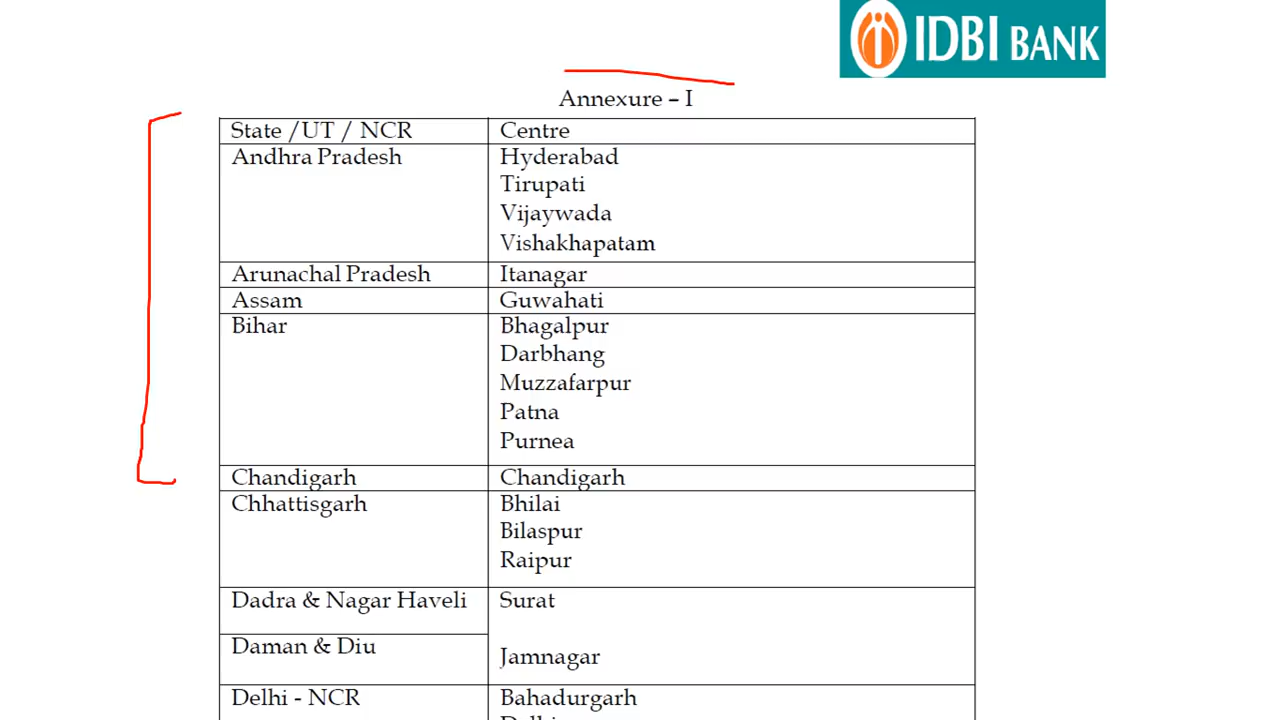 IDBI BANK
Annexure – I
State /UT / NCR Centre
Andhra Pradesh Hyderabad
Tirupati
Vijaywada
Vishakhapatam
Arunachal Pradesh Itanagar
Assam Guwahati
Bihar Bhagalpur
Darbhang
Muzzafarpur
Patna
Purnea
Chandigarh Chandigarh
Chhattisgarh Bhilai
Bilaspur
Raipur
Dadra & Nagar Haveli Surat
Daman & Diu
Jamnagar
Delhi - NCR Bahadurgarh